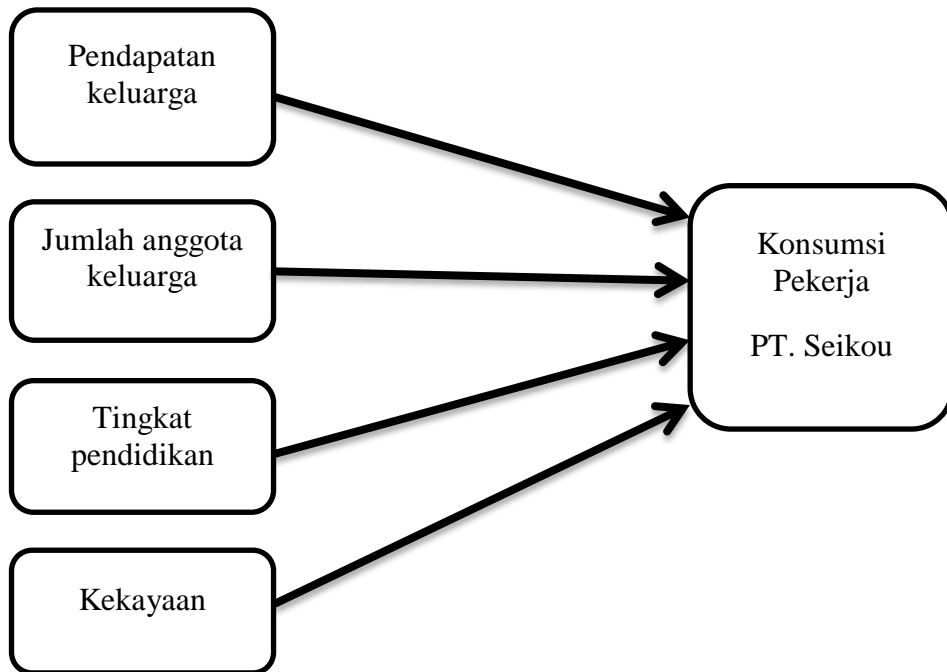 Pendapatan
keluarga
Jumlah anggota
keluarga
Tingkat
pendidikan
Kekayaan
Konsumsi
Pekerja
PT. Seikou